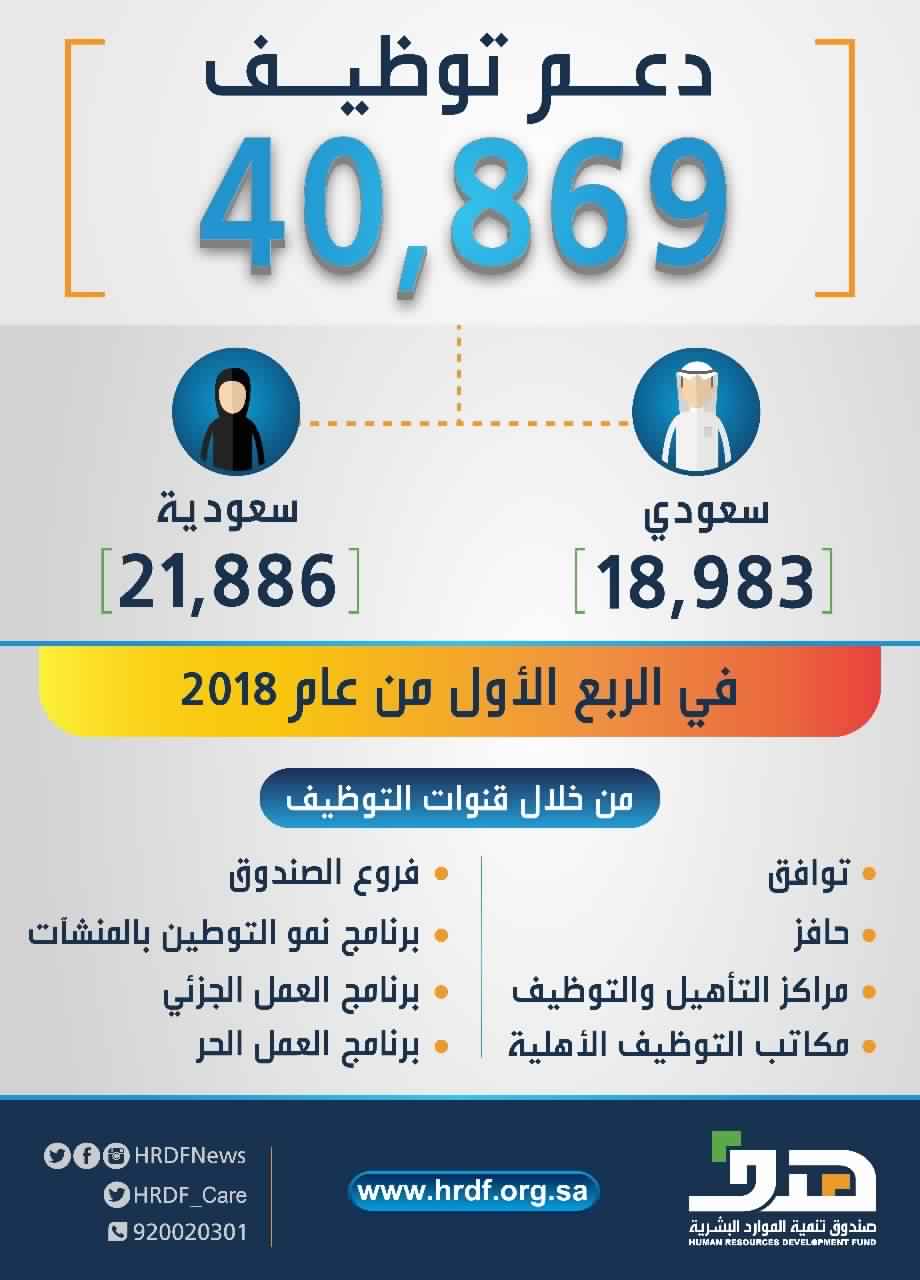 دعم توظيف
40,869
سعودي
[18,983]
سعودية
[21,886]
في الربع الأول من عام 2018
من خلال قنوات التوظيف
• توافق
• حافز
• مراكز التأهيل والتوظيف
• مكاتب التوظيف الأهلية
• فروع الصندوق
• برنامج نمو التوطين بالمنشآت
• برنامج العمل الجزئي
• برنامج العمل الحر
هدف
صندوق تنمية الموارد البشرية
HUMAN RESOURCES DEVELOPMENT FUND
www.hrdf.org.sa
HRDFNews
HRDF_Care
920020301